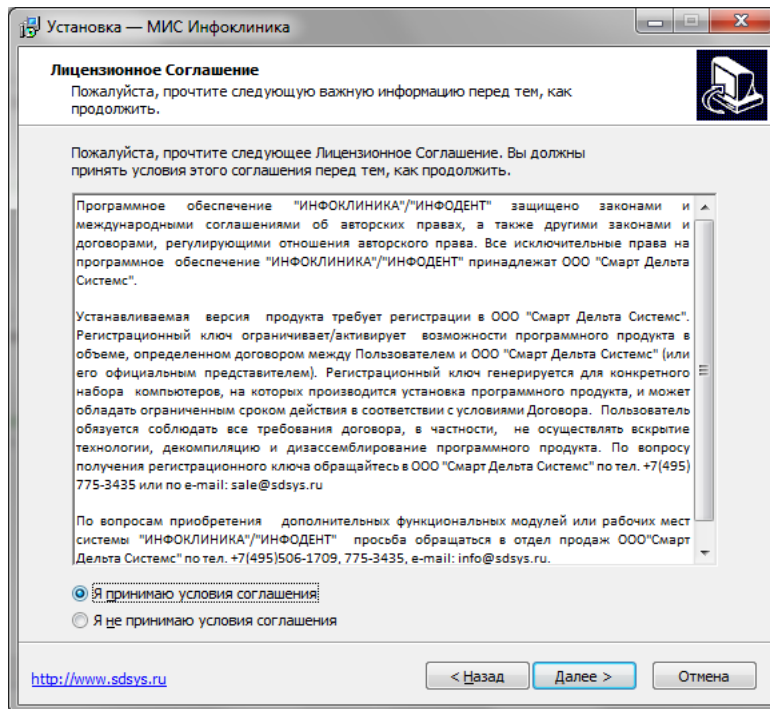 Установка — МИС Инфоклиника
Лицензионное Соглашение
Пожалуйста, прочтите следующую важную информацию перед тем, как
продолжить.
Пожалуйста, прочтите следующее Лицензионное Соглашение. Вы должны
принять условия этого соглашения перед тем, как продолжить.
Программное обеспечение "ИНФОКЛИНИКА"/"ИНФОДЕНТ" защищено законами и
международными соглашениями об авторских правах, а также другими законами и
договорами, регулирующими отношения авторского права. Все исключительные права на
программное обеспечение "ИНФОКЛИНИКА"/"ИНФОДЕНТ" принадлежат ООО "Смарт Дельта
Системс".
Устанавливаемая версия продукта требует регистрации в ООО "Смарт Дельта Системс".
Регистрационный ключ ограничивает/активирует возможности программного продукта в
объеме, определенном договором между Пользователем и ООО "Смарт Дельта Системс" (или
его официальным представителем). Регистрационный ключ генерируется для конкретного
набора компьютеров, на которых производится установка программного продукта, и может
обладать ограниченным сроком действия в соответствии с условиями Договора. Пользователь
обязуется соблюдать все требования договора, в частности, не осуществлять вскрытие
технологии, декомпиляцию и дизассемблирование программного продукта. По вопросу
получения регистрационного ключа обращайтесь в ООО "Смарт Дельта Системс" по тел. +7(495)
775-3435 или по e-mail: sale@sdsys.ru
По вопросам приобретения дополнительных функциональных модулей или рабочих мест
системы "ИНФОКЛИНИКА"/"ИНФОДЕНТ" просьба обращаться в отдел продаж ООО"Смарт
Дельта Системс" по тел. +7(495)506-1709, 775-3435, e-mail: info@sdsys.ru.
Я принимаю условия соглашения
Я не принимаю условия соглашения
http://www.sdsys.ru
< Назад
Далее >
Отмена